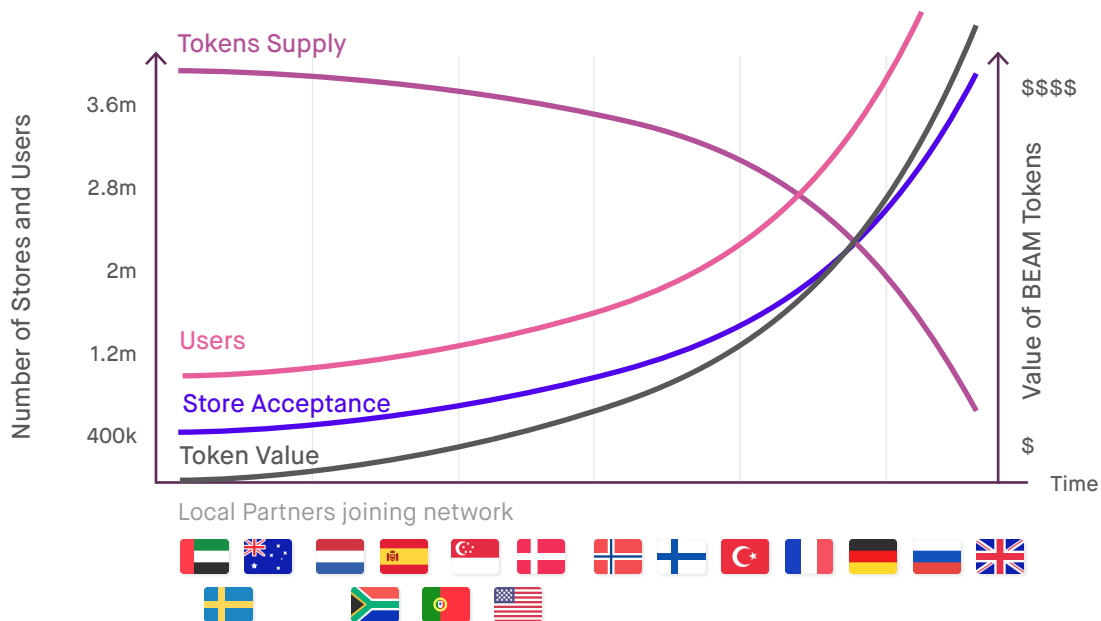 Tokens Supply
Number of Stores and Users
3.6m
2.8m
2m
1.2m
400k
Users
Store Acceptance
Token Value
$$$$
Value of BEAM Tokens
$
Time
Local Partners joining network